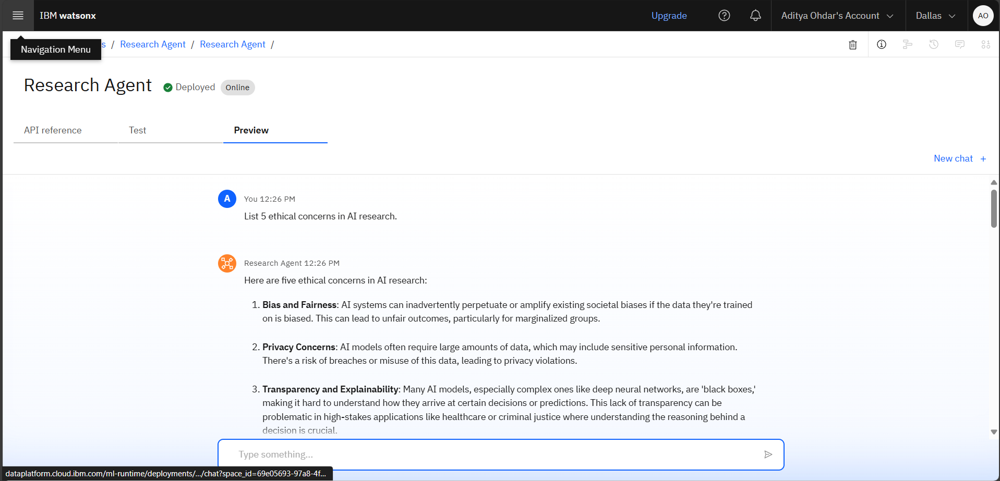 IBM watsonx
Upgrade
Aditya Ohdar's Account
Dallas
AO
Navigation Menu
s / Research Agent / Research Agent /
Research Agent
Deployed
Online
API reference
Test
Preview
New chat +
A
You 12:26 PM
List 5 ethical concerns in AI research.
Research Agent 12:26 PM
Here are five ethical concerns in AI research:
1. Bias and Fairness: AI systems can inadvertently perpetuate or amplify existing societal biases if the data they're trained
on is biased. This can lead to unfair outcomes, particularly for marginalized groups.
2. Privacy Concerns: AI models often require large amounts of data, which may include sensitive personal information.
There's a risk of breaches or misuse of this data, leading to privacy violations.
3. Transparency and Explainability: Many AI models, especially complex ones like deep neural networks, are 'black boxes,'
making it hard to understand how they arrive at certain decisions or predictions. This lack of transparency can be
problematic in high-stakes applications like healthcare or criminal justice where understanding the reasoning behind a
decision is crucial.
Type something...
dataplatform.cloud.ibm.com/ml-runtime/deployments/.../chat?space_id=69e05693-97a8-4f...